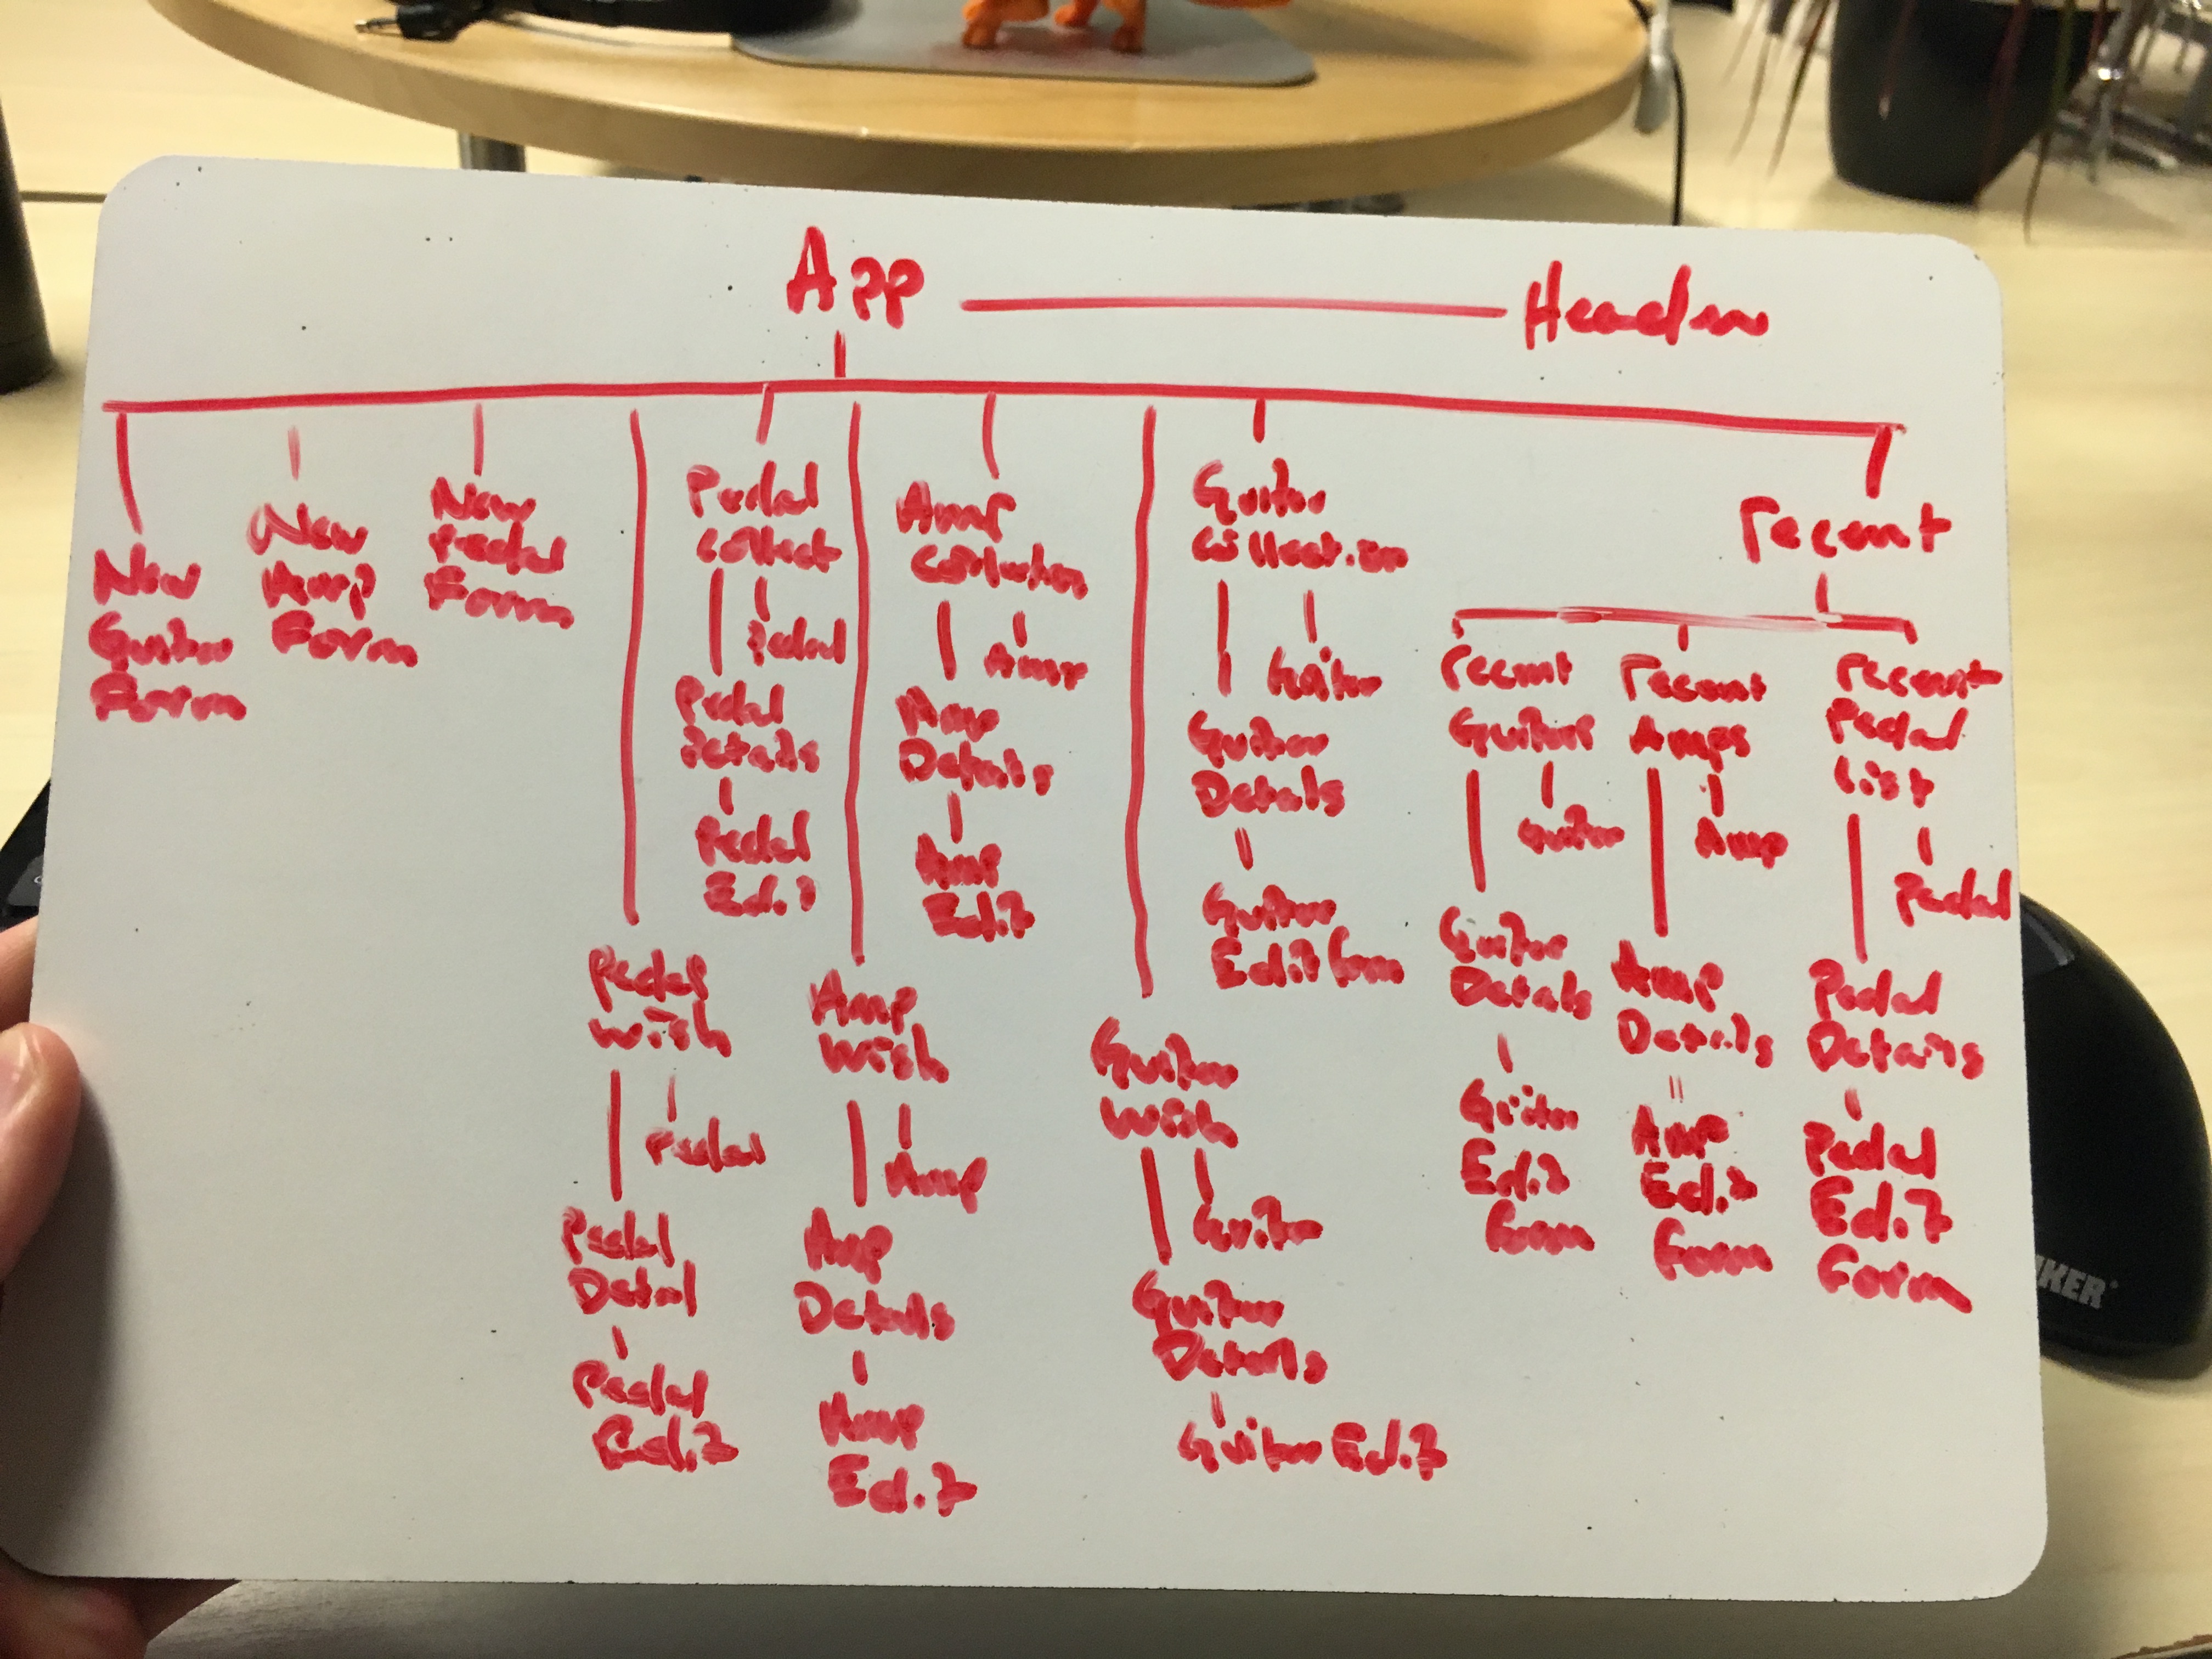 App
Header
New
Guitar
Form
New
Amp
Form
New
Pedal
Form
Pedal
Collect
Pedal
Pedal
Details
Pedal
Edit
Amp
Collection
Amp
Amp
Details
Amp
Edit
Guitar
Collection
Guitar
Guitar
Details
Guitar
Edit Form
recent
recent
Guitars
Guitar
Guitar
Details
Guitar
Edit
Form
recent
Amps
Amp
Amp
Details
Amp
Edit
Form
recent
Pedal
List
Pedal
Pedal
Details
Pedal
Edit
Form
Pedal
Wish
Pedal
Pedal
Detail
Pedal
Edit
Amp
Wish
Amp
Amp
Details
Amp
Edit
Guitar
Wish
Guitar
Guitar
Details
Guitar Edit